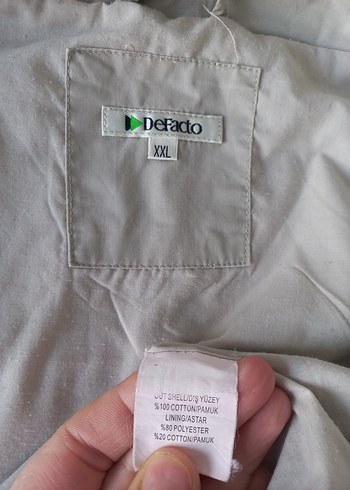 DeFacto
XXL
OUT SHELL/DIŞ YÜZEY
%100 COTTON/PAMUK
LINING/ASTAR
%80 POLYESTER
%20 COTTON/PAMUK